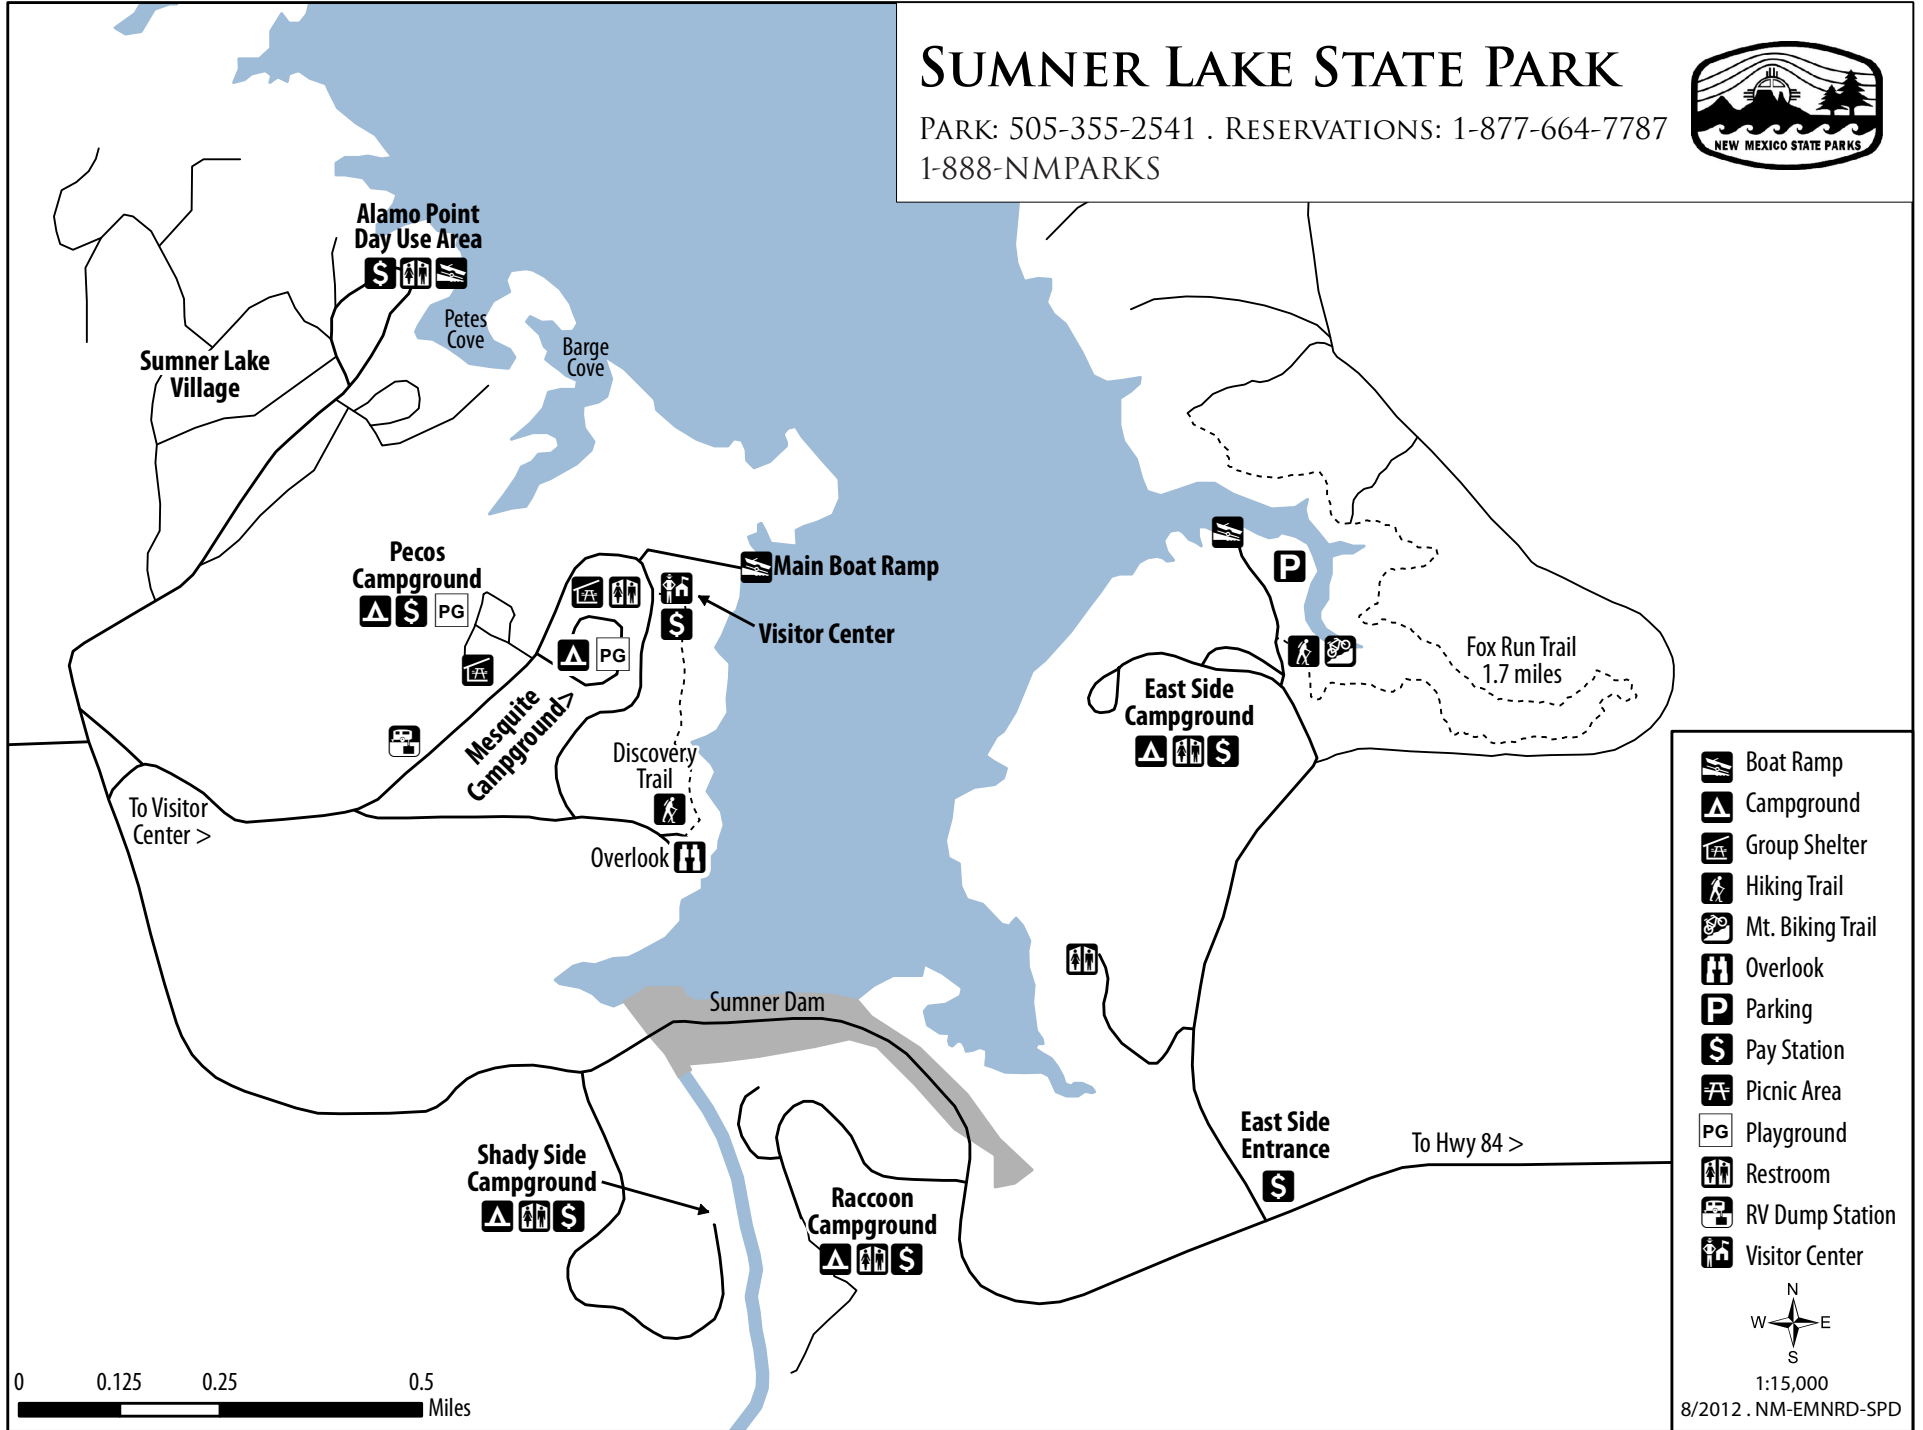 SUMNER LAKE STATE PARK
PARK: 505-355-2541 . RESERVATIONS: 1-877-664-7787
1-888-NMPARKS
NEW MEXICO STATE PARKS
Alamo Point
Day Use Area
$
Petes
Cove
Barge
Cove
Sumner Lake
Village
Pecos
Campground
$ PG
Main Boat Ramp
$
Visitor Center
PG
Mesquite
Campground>
Discovery
Trail
Overlook
To Visitor
Center >
P
Fox Run Trail
1.7 miles
East Side
Campground
$
Sumner Dam
Shady Side
Campground
$
Raccoon
Campground
$
East Side
Entrance
$
To Hwy 84 >
Boat Ramp
Campground
Group Shelter
Hiking Trail
Mt. Biking Trail
Overlook
P Parking
$ Pay Station
Picnic Area
PG Playground
Restroom
RV Dump Station
Visitor Center
N
W E
S
1:15,000
8/2012 . NM-EMNRD-SPD
0 0.125 0.25 0.5
Miles